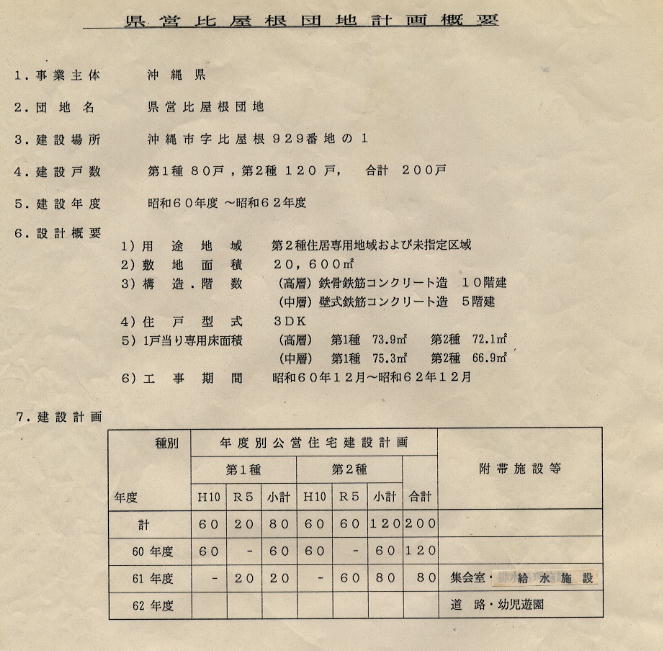 県営比屋根団地計画概要
1. 事業主体 沖縄県
2. 団地名 県営比屋根団地
3. 建設場所 沖縄市字比屋根929番地の1
4. 建設戸数 第1種 80戸，第2種 120戸， 合計 200戸
5. 建設年度 昭和60年度 ～昭和62年度
6. 設計概要
1) 用途地域 第2種住居専用地域および未指定区域
2) 敷地面積 20,600㎡
3) 構造.階数 (高層) 鉄骨鉄筋コンクリート造 10階建
(中層) 壁式鉄筋コンクリート造 5階建
4) 住戸型式 3DK
5) 1戸当り専用床面積 (高層) 第1種 73.9㎡ 第2種 72.1㎡
(中層) 第1種 75.3㎡ 第2種 66.9㎡
6) 工事期間 昭和60年12月～昭和62年12月
7. 建設計画
種別 年度別公営住宅建設計画
第1種 第2種 附帯施設等
年度 H10 R5 小計 H10 R5 小計 合計
計 60 20 80 60 60 120 200
60年度 60 - 60 60 - 60 120
61年度 - 20 20 - 60 80 80 集会室・給水施設
62年度 道路・幼児遊園